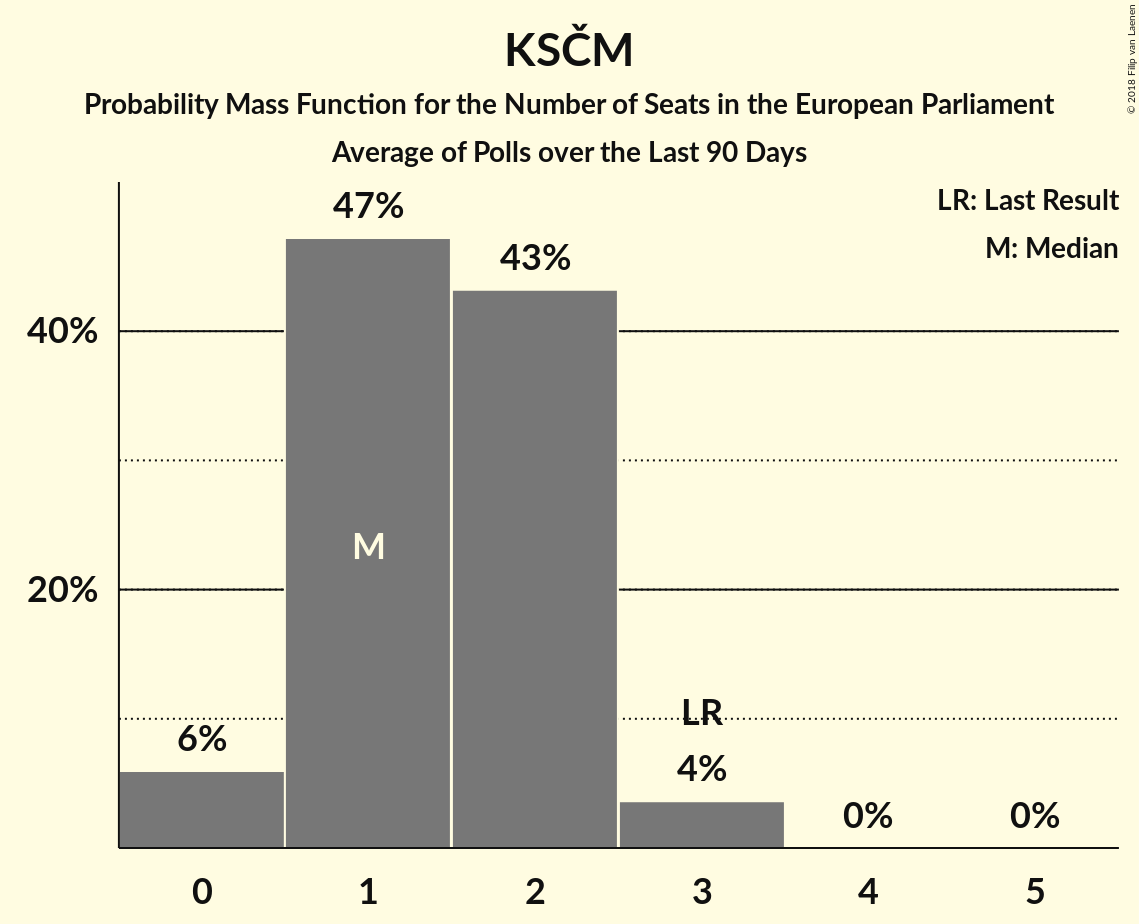 KSČM
Probability Mass Function for the Number of Seats in the European Parliament
Average of Polls over the Last 90 Days
© 2018 Filip van Laenen
LR: Last Result
M: Median
47%
43%
40%
M
20%
LR
6%
4%
0%
0%
0 1 2 3 4 5